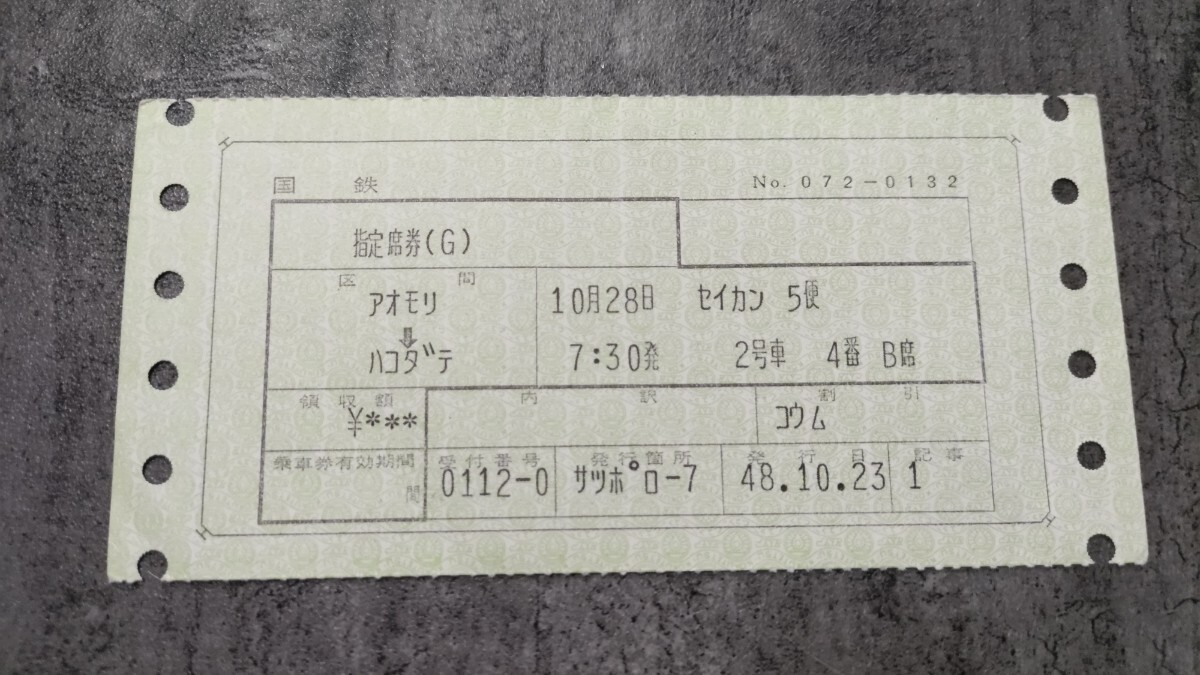 国鉄 No. 072-0132
指定席券(G)
区間
アオモリ 10月28日 セイカン 5便
⇓
ハコダテ 7:30発 2号車 4番 B席
領収額 内訳 割引
¥*** コウム
乗車券有効期間 受付番号 発行箇所 発行日 記事
間 0112-0 サツポロ-7 48.10.23 1